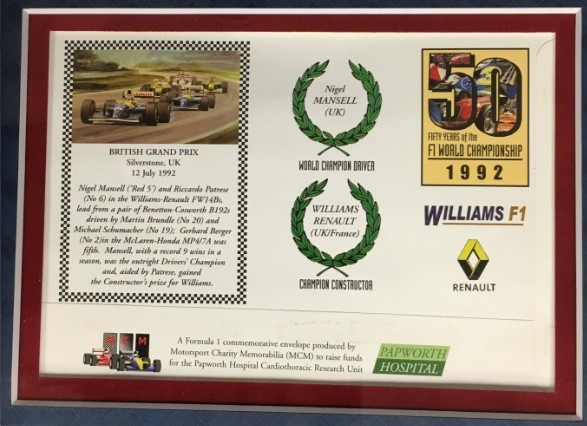 BRITISH GRAND PRIX
Silverstone, UK
12 July 1992
Nigel Mansell ('Red 5') and Riccardo Patrese
(No 6) in the Williams-Renault FW14Bs,
lead from a pair of Benetton-Cosworth B192s
driven by Martin Brundle (No 20) and
Michael Schumacher (No 19); Gerhard Berger
(No 2)in the McLaren-Honda MP4/7A was
fifth. Mansell, with a record 9 wins in a
season, was the outright Drivers' Champion
and, aided by Patrese, gained
the Constructor's prize for Williams.
Nigel
MANSELL
(UK)
WORLD CHAMPION DRIVER
WILLIAMS
RENAULT
(UK/France)
CHAMPION CONSTRUCTOR
50
FIFTY YEARS of the
F1 WORLD CHAMPIONSHIP
1992
WILLIAMS F1
RENAULT
MCM
A Formula 1 commemorative envelope produced by
Motorsport Charity Memorabilia (MCM) to raise funds
for the Papworth Hospital Cardiothoracic Research Unit
PAPWORTH
HOSPITAL